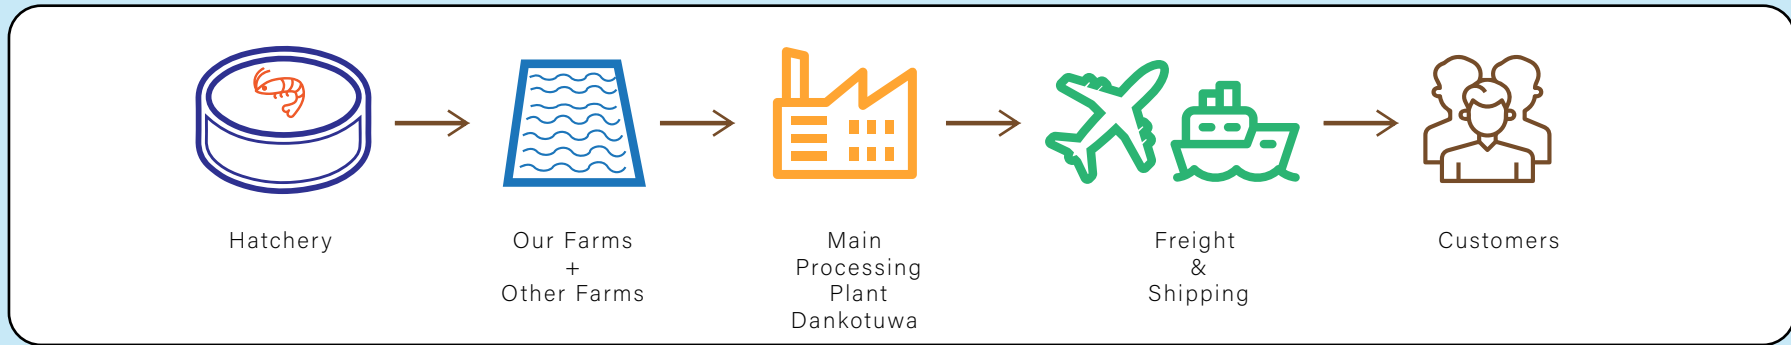 Hatchery
Our Farms
+
Other Farms
Main
Processing
Plant
Dankotuwa
Freight
&
Shipping
Customers